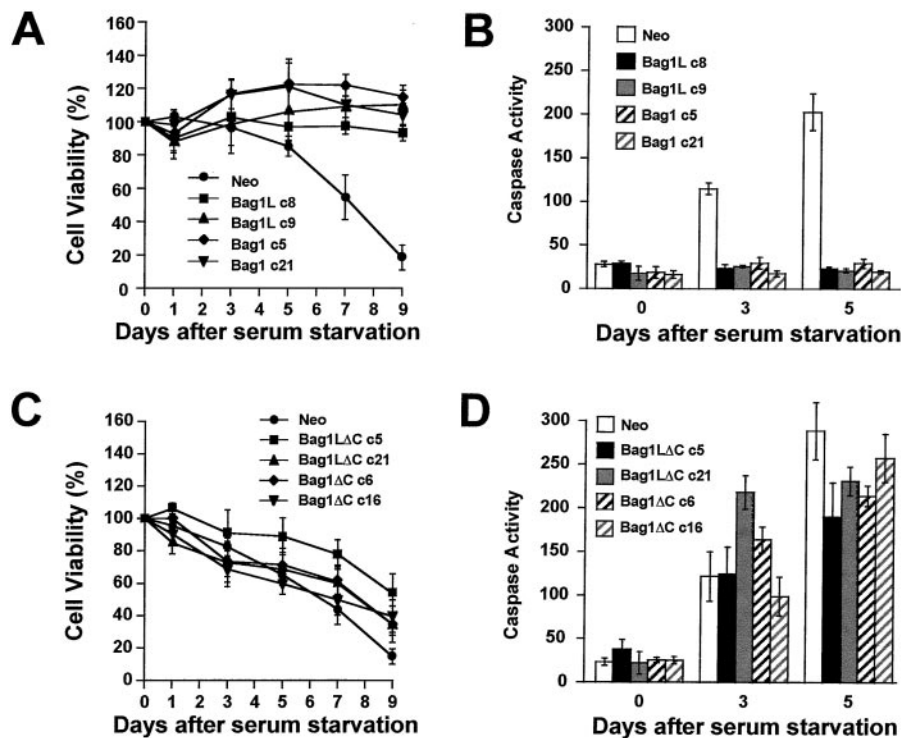 A
160
140
120
100
80
60
40
20
0
Cell Viability (%)
Neo
Bag1L c8
Bag1L c9
Bag1 c5
Bag1 c21
0 1 2 3 4 5 6 7 8 9
Days after serum starvation
B
300
250
200
150
100
50
0
Caspase Activity
Neo
Bag1L c8
Bag1L c9
Bag1 c5
Bag1 c21
0 3 5
Days after serum starvation
C
160
140
120
100
80
60
40
20
0
Cell Viability (%)
Neo
Bag1LΔC c5
Bag1LΔC c21
Bag1ΔC c6
Bag1ΔC c16
0 1 2 3 4 5 6 7 8 9
Days after serum starvation
D
300
250
200
150
100
50
0
Caspase Activity
Neo
Bag1LΔC c5
Bag1LΔC c21
Bag1ΔC c6
Bag1ΔC c16
0 3 5
Days after serum starvation